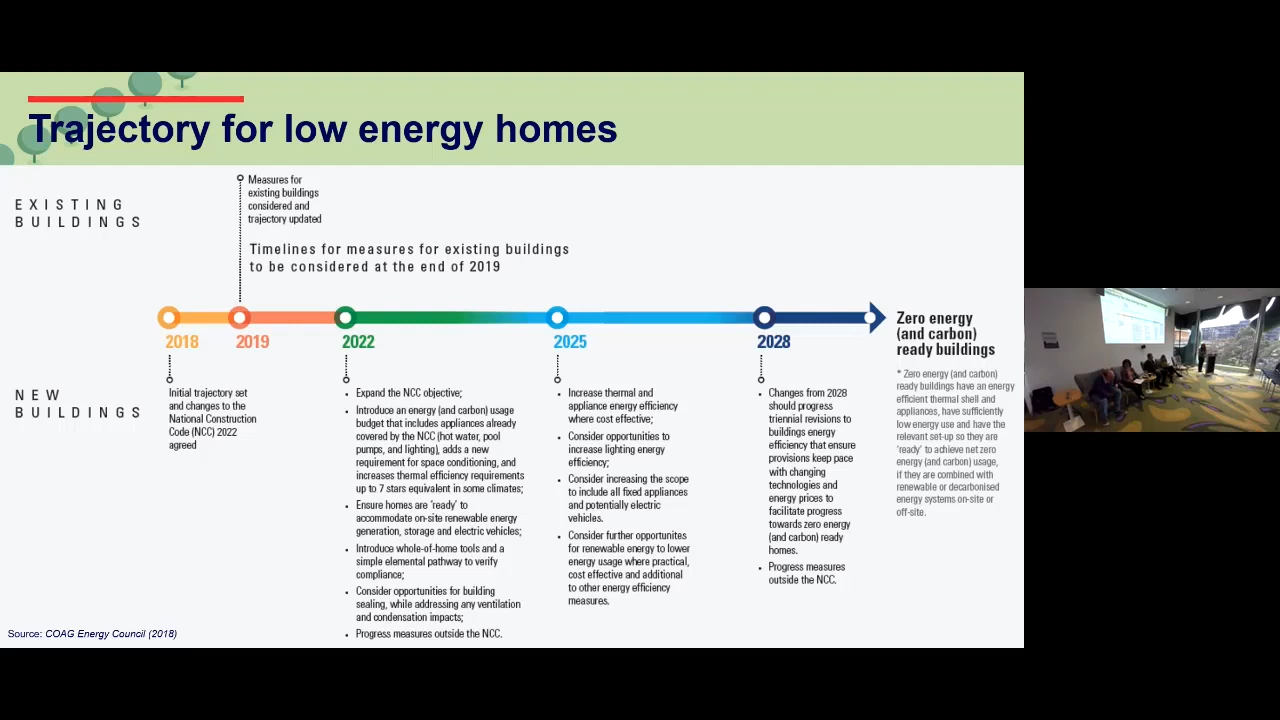 Trajectory for low energy homes
EXISTING
BUILDINGS
Measures for
existing buildings
considered and
trajectory updated
Timelines for measures for existing buildings
to be considered at the end of 2019
2018
2019
2022
2025
2028
Zero energy
(and carbon)
ready buildings
* Zero energy (and carbon)
ready buildings have an energy
efficient thermal shell and
appliances, have sufficiently
low energy use and have the
relevant set-up so they are
'ready' to achieve net zero
energy (and carbon) usage,
if they are combined with
renewable or decarbonised
energy systems on-site or
off-site.
NEW
BUILDINGS
Initial trajectory set
and changes to the
National Construction
Code (NCC) 2022
agreed
• Expand the NCC objective;
• Introduce an energy (and carbon) usage
budget that includes appliances already
covered by the NCC (hot water, pool
pumps, and lighting), adds a new
requirement for space conditioning, and
increases thermal efficiency requirements
up to 7 stars equivalent in some climates;
• Ensure homes are 'ready' to
accommodate on-site renewable energy
generation, storage and electric vehicles;
• Introduce whole-of-home tools and a
simple elemental pathway to verify
compliance;
• Consider opportunities for building
sealing, while addressing any ventilation
and condensation impacts;
• Progress measures outside the NCC.
• Increase thermal and
appliance energy efficiency
where cost effective;
• Consider opportunities to
increase lighting energy
efficiency;
• Consider increasing the scope
to include all fixed appliances
and potentially electric
vehicles.
• Consider further opportunites
for renewable energy to lower
energy usage where practical,
cost effective and additional
to other energy efficiency
measures.
• Changes from 2028
should progress
triennial revisions to
buildings energy
efficiency that ensure
provisions keep pace
with changing
technologies and
energy prices to
facilitate progress
towards zero energy
(and carbon) ready
homes.
• Progress measures
outside the NCC.
Source: COAG Energy Council (2018)